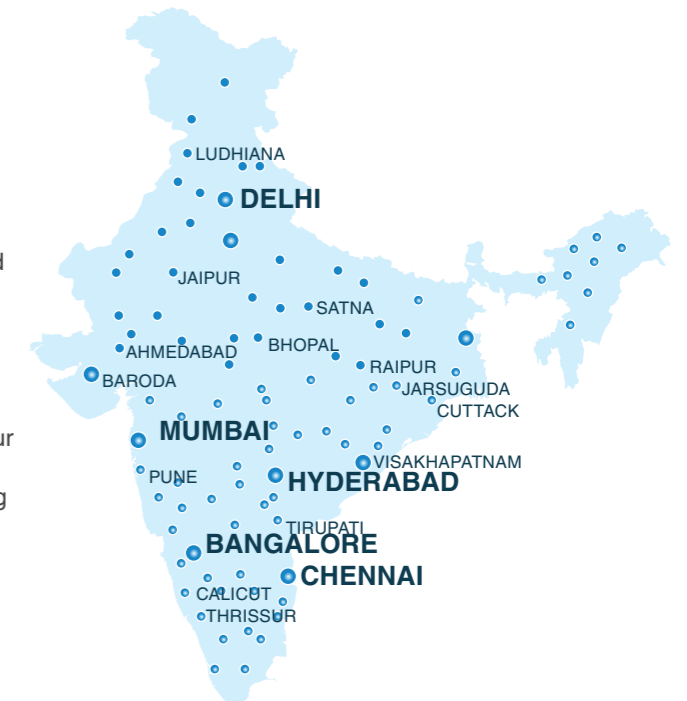 LUDHIANA
DELHI
d
JAIPUR
SATNA
AHMEDABAD
BHOPAL
RAIPUR
BARODA
JARSUGUDA
CUTTACK
MUMBAI
ur
VISAKHAPATNAM
PUNE
HYDERABAD
g
TIRUPATI
BANGALORE
CHENNAI
CALICUT
THRISSUR